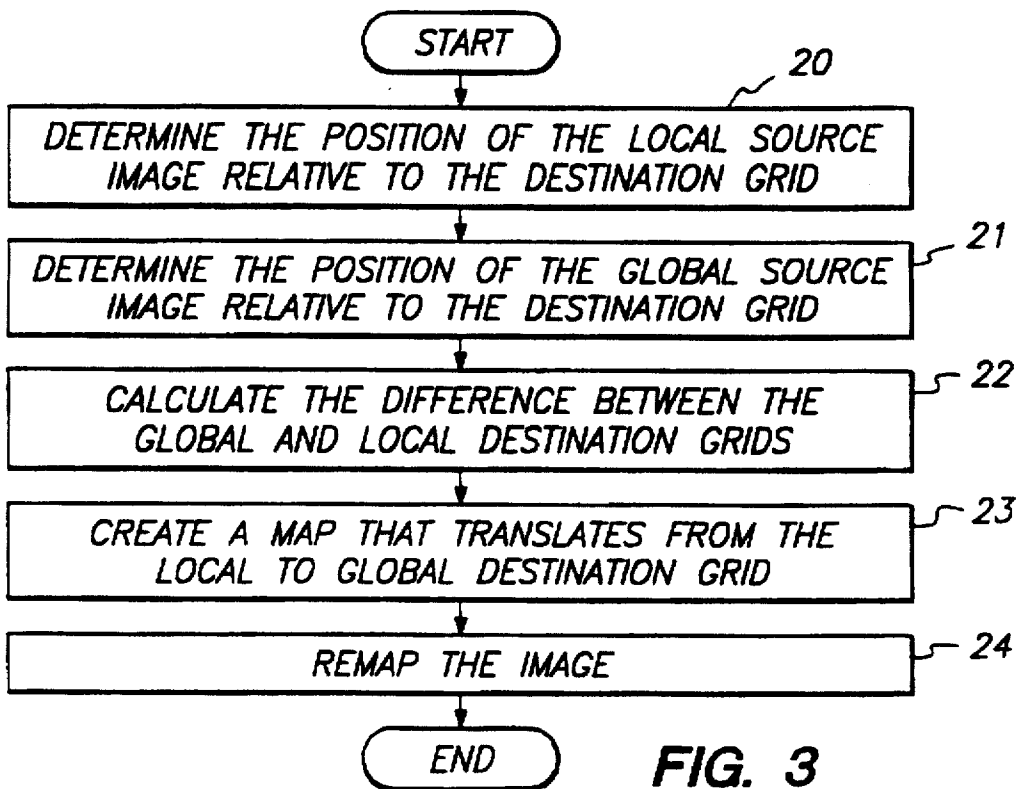 START
20
DETERMINE THE POSITION OF THE LOCAL SOURCE
IMAGE RELATIVE TO THE DESTINATION GRID
21
DETERMINE THE POSITION OF THE GLOBAL SOURCE
IMAGE RELATIVE TO THE DESTINATION GRID
22
CALCULATE THE DIFFERENCE BETWEEN THE
GLOBAL AND LOCAL DESTINATION GRIDS
23
CREATE A MAP THAT TRANSLATES FROM THE
LOCAL TO GLOBAL DESTINATION GRID
24
REMAP THE IMAGE
END
FIG. 3